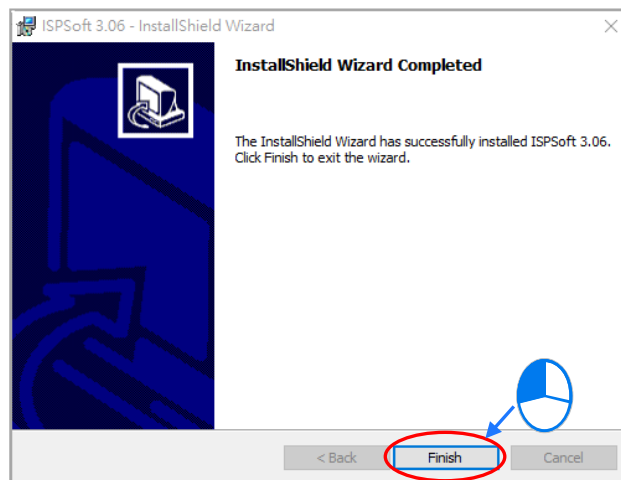 ISPSoft 3.06 - InstallShield Wizard
InstallShield Wizard Completed
The InstallShield Wizard has successfully installed ISPSoft 3.06.
Click Finish to exit the wizard.
< Back
Finish
Cancel